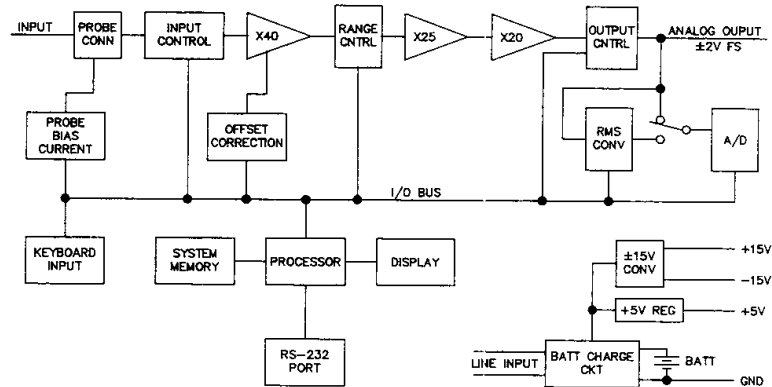 INPUT
PROBE
CONN
INPUT
CONTROL
X40
RANGE
CNTRL
X25
X20
OUTPUT
CNTRL
ANALOG OUPUT
±2V FS
PROBE
BIAS
CURRENT
OFFSET
CORRECTION
RMS
CONV
A/D
I/O BUS
KEYBOARD
INPUT
SYSTEM
MEMORY
PROCESSOR
DISPLAY
RS-232
PORT
±15V
CONV
+15V
-15V
+5V REG
+5V
LINE INPUT
BATT CHARGE
CKT
BATT
GND